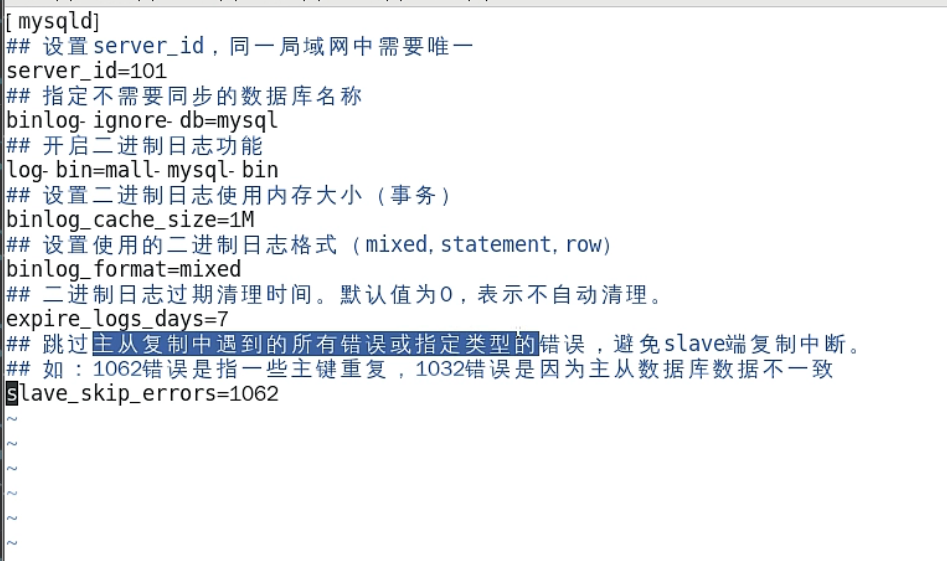 [mysqld]
## 设置server_id，同一局域网中需要唯一
server_id=101
## 指定不需要同步的数据库名称
binlog-ignore-db=mysql
## 开启二进制日志功能
log-bin=mall-mysql-bin
## 设置二进制日志使用内存大小（事务）
binlog_cache_size=1M
## 设置使用的二进制日志格式（mixed,statement,row）
binlog_format=mixed
## 二进制日志过期清理时间。默认值为0，表示不自动清理。
expire_logs_days=7
## 跳过主从复制中遇到的所有错误或指定类型的错误，避免slave端复制中断。
## 如：1062错误是指一些主键重复，1032错误是因为主从数据库数据不一致
slave_skip_errors=1062
~
~
~
~
~
~